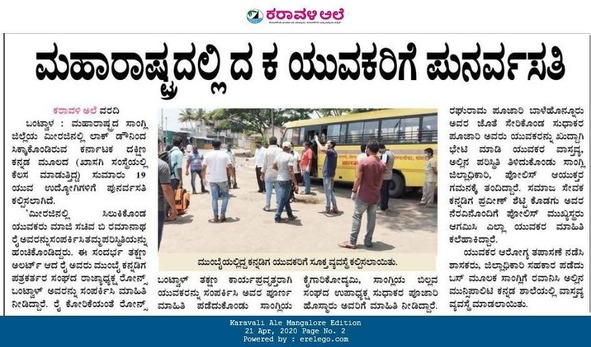 ಕರಾವಳಿ ಅಲೆ
ಮಹಾರಾಷ್ಟ್ರದಲ್ಲಿ ದ ಕ ಯುವಕರಿಗೆ ಪುನರ್ವಸತಿ
ಕರಾವಳಿ ಅಲೆ ವರದಿ
ಬಂಟ್ವಾಳ : ಮಹಾರಾಷ್ಟ್ರದ ಸಾಂಗ್ಲಿ
ಜಿಲ್ಲೆಯ ಮೀರಜಿನಲ್ಲಿ ಲಾಕ್ ಡೌನಿಂದ
ಸಿಕ್ಕಾಕೊಂಡಿರುವ ಕರ್ನಾಟಕ ದಕ್ಷಿಣ
ಕನ್ನಡ ಮೂಲದ (ಖಾಸಗಿ ಸಂಸ್ಥೆಯಲ್ಲಿ
ಕೆಲಸ ಮಾಡುತ್ತಿದ್ದ) ಸುಮಾರು 19
ಯುವ ಉದ್ಯೋಗಿಗಳಿಗೆ ಪುನರ್ವಸತಿ
ಕಲ್ಪಿಸಲಾಗಿದೆ.
ಮೀರಜಿನಲ್ಲಿ ಸಿಲುಕಿಕೊಂಡ
ಯುವಕರು ಮಾಜಿ ಸಚಿವ ಬಿ ರಮಾನಾಥ
ರೈ ಅವರನ್ನು ಸಂಪರ್ಕಿಸಿ ತಮ್ಮ ಪರಿಸ್ಥಿತಿಯನ್ನು
ಹಂಚಿಕೊಂಡಿದ್ದರು. ಈ ಸಂದರ್ಭ ತಕ್ಷಣ
ಅಲರ್ಟ್ ಆದ ರೈ ಅವರು ಮುಂಬೈ ಕನ್ನಡಿಗ
ಪತ್ರಕರ್ತರ ಸಂಘದ ರಾಜ್ಯಾಧ್ಯಕ್ಷ ರೋನ್ಸ್
ಬಂಟ್ವಾಳ್ ಅವರನ್ನು ಸಂಪರ್ಕಿಸಿ ಮಾಹಿತಿ
ನೀಡಿದ್ದಾರೆ. ರೈ ಕೋರಿಕೆಯಂತೆ ರೋನ್ಸ್
ಮುಂಬೈಯಲ್ಲಿದ್ದ ಕನ್ನಡಿಗ ಯುವಕರಿಗೆ ಸೂಕ್ತ ವ್ಯವಸ್ಥೆ ಕಲ್ಪಿಸಲಾಯಿತು.
ಬಂಟ್ವಾಳ್ ತಕ್ಷಣ ಕಾರ್ಯಪ್ರವೃತ್ತರಾಗಿ
ಯುವಕರನ್ನು ಸಂಪರ್ಕಿಸಿ ಅವರ ಪೂರ್ಣ
ಮಾಹಿತಿ ಪಡೆದುಕೊಂಡು ಸಾಂಗ್ಲಿಯ
ಕೈಗಾರಿಕೋದ್ಯಮಿ, ಸಾಂಗ್ಲಿಯ ಬಿಲ್ಲವ
ಸಂಘದ ಉಪಾಧ್ಯಕ್ಷ ಸುಧಾಕರ ಪೂಜಾರಿ
ಹೊಸ್ಮಾರು ಅವರಿಗೆ ಮಾಹಿತಿ ನೀಡಿದ್ದಾರೆ.
ರಘುರಾಮ ಪೂಜಾರಿ ಬಾಳೆಹೊನ್ನೂರು
ಅವರ ಜೊತೆ ಸೇರಿಕೊಂಡ ಸುಧಾಕರ
ಪೂಜಾರಿ ಅವರು ಯುವಕರನ್ನು ಖುದ್ದಾಗಿ
ಭೇಟಿ ಮಾಡಿ ಯುವಕರ ವಾಸ್ತವ್ಯ,
ಅಲ್ಲಿನ ಪರಿಸ್ಥಿತಿ ತಿಳಿದುಕೊಂಡು ಸಾಂಗ್ಲಿ
ಜಿಲ್ಲಾಧಿಕಾರಿ, ಪೋಲಿಸ್ ಆಯುಕ್ತರ
ಗಮನಕ್ಕೆ ತಂದಿದ್ದಾರೆ. ಸಮಾಜ ಸೇವಕ
ಕನ್ನಡಿಗ ಪ್ರವೀಣ್ ಶೆಟ್ಟಿ ಕೊಡಗು ಅವರ
ನೆರವಿನೊಂದಿಗೆ ಪೋಲಿಸ್ ಮುಖ್ಯಸ್ಥರು
ಆಗಮಿಸಿ ಎಲ್ಲಾ ಯುವಕರ ಮಾಹಿತಿ
ಕಲೆಹಾಕಿದ್ದಾರೆ.
ಯುವಕರ ಆರೋಗ್ಯ ತಪಾಸಣೆ ನಡೆಸಿ
ಶಾಸಕರು, ಜಿಲ್ಲಾಧಿಕಾರಿ ಸಹಕಾರ ಪಡೆದು
ಬಸ್ ಮೂಲಕ ಸಾಂಗ್ಲಿಗೆ ರವಾನಿಸಿ ಅಲ್ಲಿನ
ಮುನ್ಸಿಪಾಲಿಟಿ ಕನ್ನಡ ಶಾಲೆಯಲ್ಲಿ ವಾಸ್ತವ್ಯ
ವ್ಯವಸ್ಥೆ ಮಾಡಲಾಯಿತು.
Karavali Ale Mangalore Edition
21 Apr, 2020 Page No. 2
Powered by : erelego.com